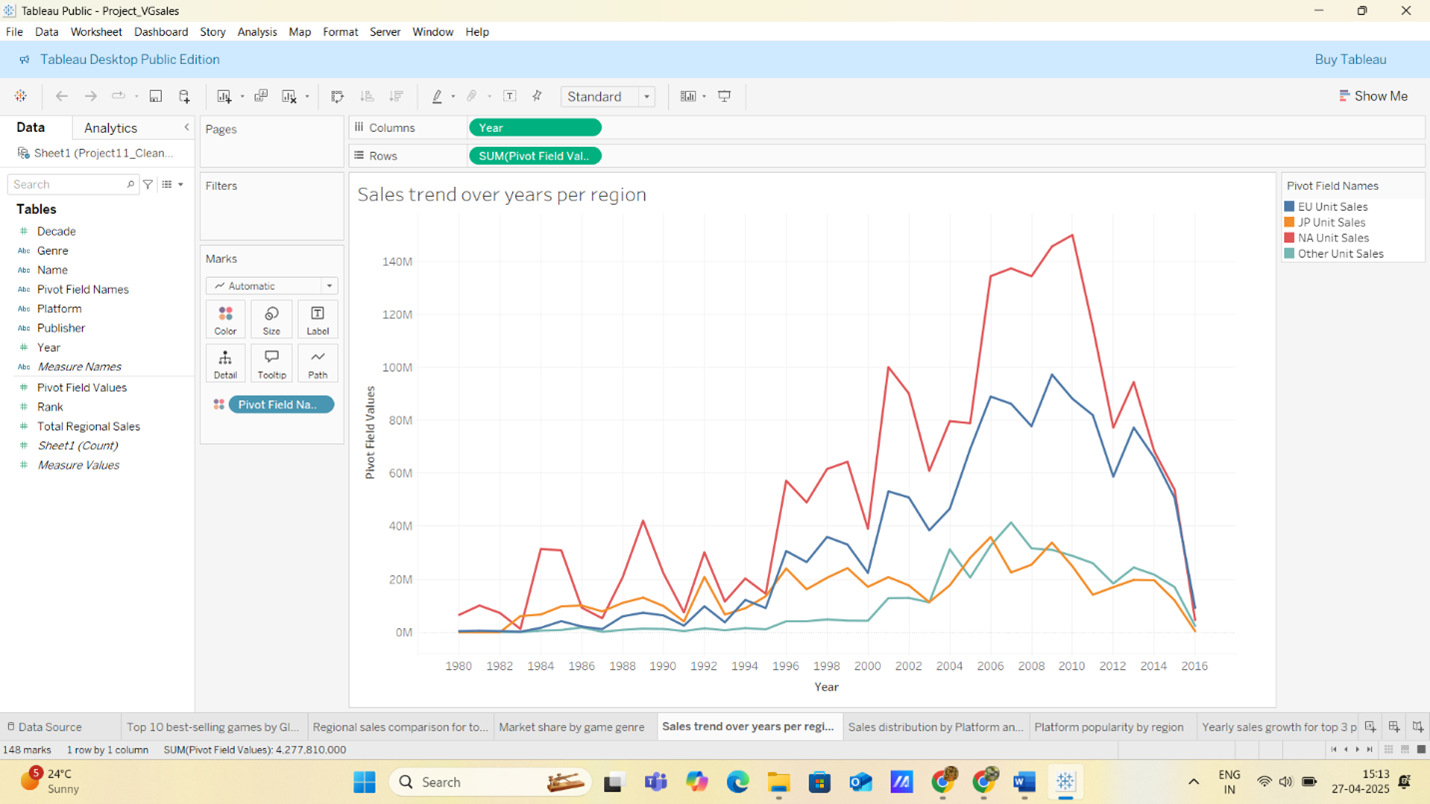 Tableau Public - Project_VGsales
File Data Worksheet Dashboard Story Analysis Map Format Server Window Help
Tableau Desktop Public Edition
Buy Tableau
Standard
Show Me
Data
Analytics
Sheet1 (Project11_Clean...
Search
Tables
Decade
Abc Genre
Abc Name
Abc Pivot Field Names
Abc Platform
Abc Publisher
Year
Abc Measure Names
Pivot Field Values
Rank
Total Regional Sales
Sheet1 (Count)
Measure Values
Pages
Filters
Marks
Automatic
Color Size Label
Detail Tooltip Path
Pivot Field Na..
Columns
Year
Rows
SUM(Pivot Field Val..
Sales trend over years per region
Pivot Field Values
140M
120M
100M
80M
60M
40M
20M
0M
1980 1982 1984 1986 1988 1990 1992 1994 1996 1998 2000 2002 2004 2006 2008 2010 2012 2014 2016
Year
Pivot Field Names
EU Unit Sales
JP Unit Sales
NA Unit Sales
Other Unit Sales
Data Source
Top 10 best-selling games by Gl...
Regional sales comparison for to...
Market share by game genre
Sales trend over years per regi...
Sales distribution by Platform an...
Platform popularity by region
Yearly sales growth for top 3 p
148 marks 1 row by 1 column SUM(Pivot Field Values): 4,277,810,000
5
24°C
Sunny
Search
ENG
IN
15:13
27-04-2025